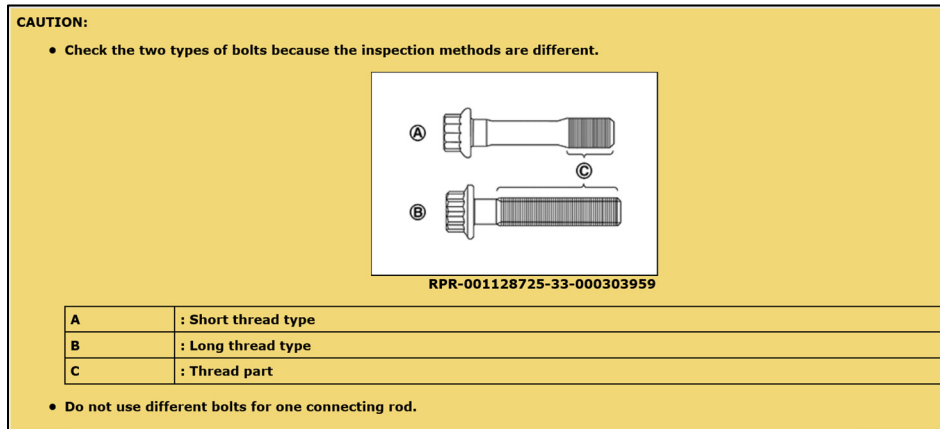 CAUTION:
• Check the two types of bolts because the inspection methods are different.
A
C
B
RPR-001128725-33-000303959
A : Short thread type
B : Long thread type
C : Thread part
• Do not use different bolts for one connecting rod.